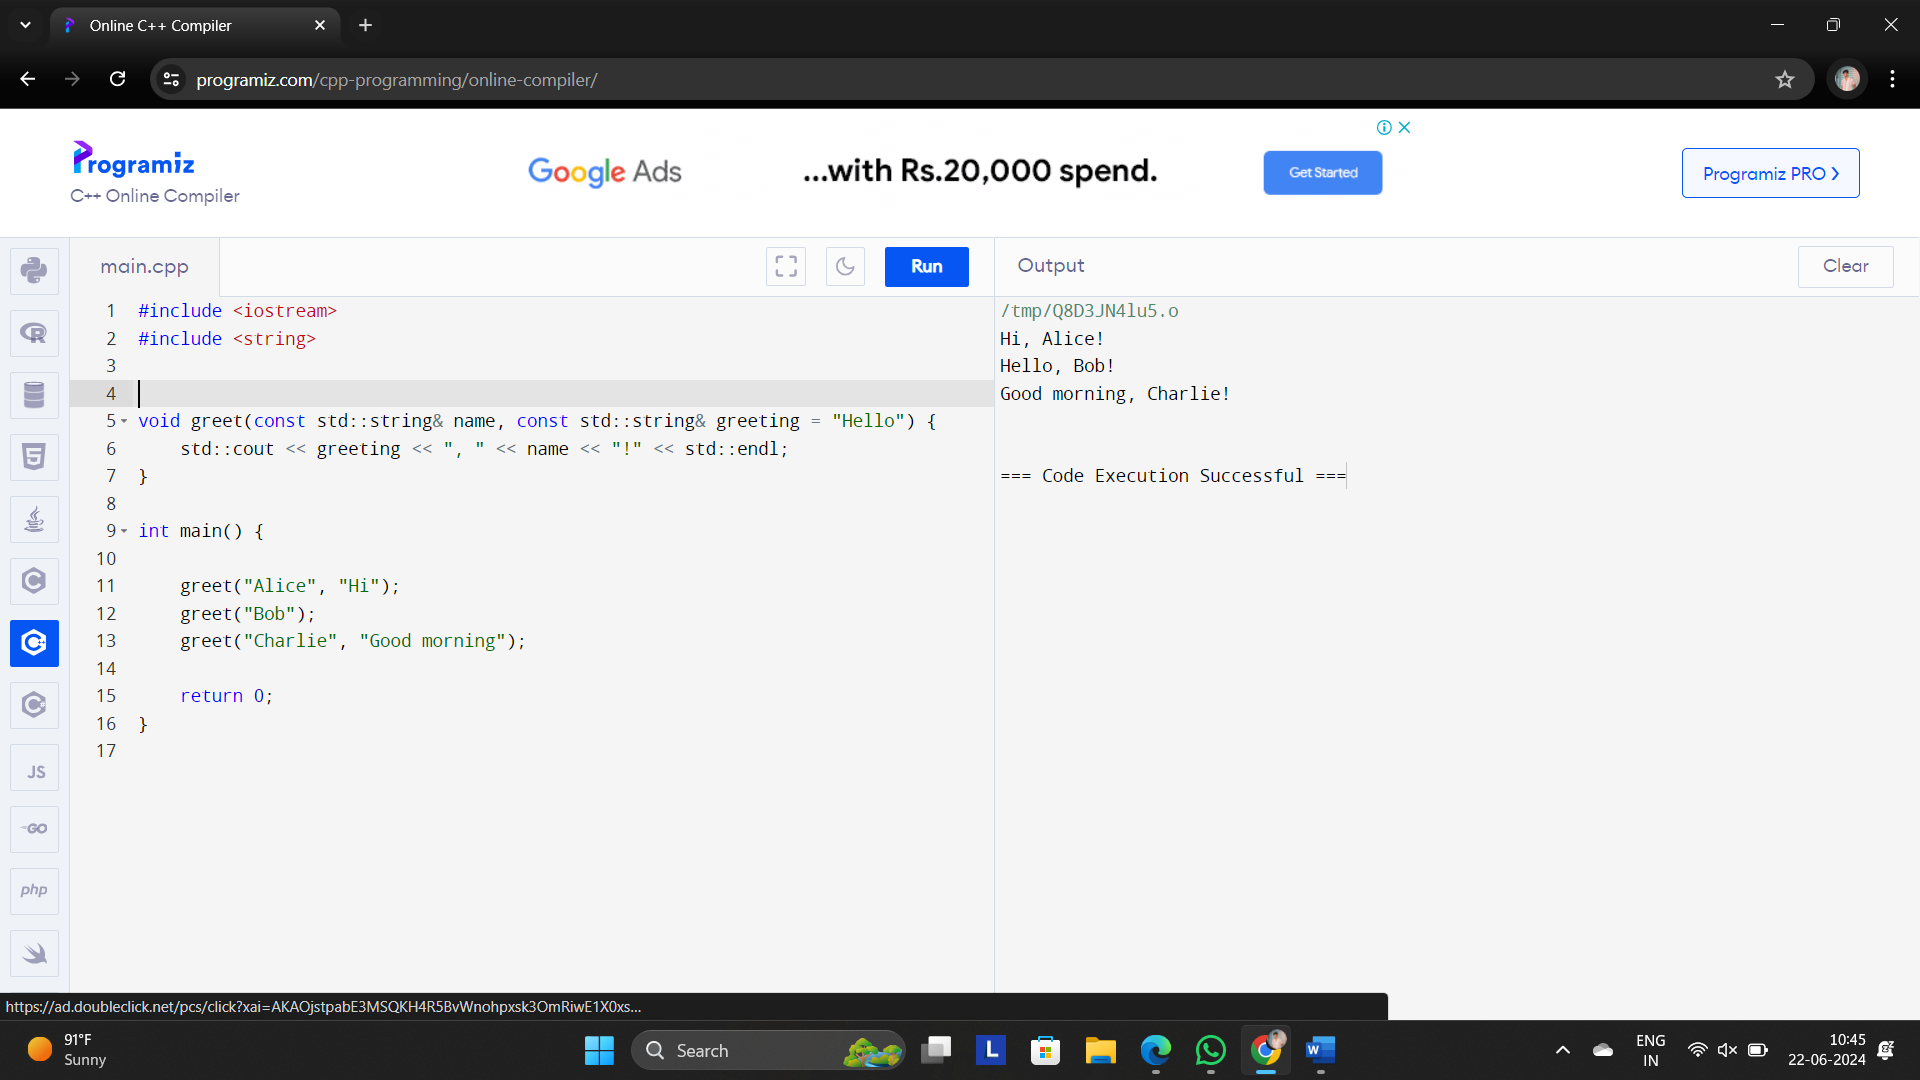 Online C++ Compiler
programiz.com/cpp-programming/online-compiler/
Programiz
C++ Online Compiler
Google Ads
...with Rs.20,000 spend.
Get Started
Programiz PRO
main.cpp
Run
Output
Clear
1 #include <iostream>
2 #include <string>
3
4
5 void greet(const std::string& name, const std::string& greeting = "Hello") {
6 std::cout << greeting << ", " << name << "!" << std::endl;
7 }
8
9 int main() {
10
11 greet("Alice", "Hi");
12 greet("Bob");
13 greet("Charlie", "Good morning");
14
15 return 0;
16 }
17
/tmp/Q8D3JN4lu5.o
Hi, Alice!
Hello, Bob!
Good morning, Charlie!
=== Code Execution Successful ===
JS
GO
php
https://ad.doubleclick.net/pcs/click?xai=AKAOjstpabE3MSQKH4R5BvWnohpxsk3OmRiwE1X0xs...
91°F
Sunny
Search
L
W
ENG
IN
10:45
22-06-2024